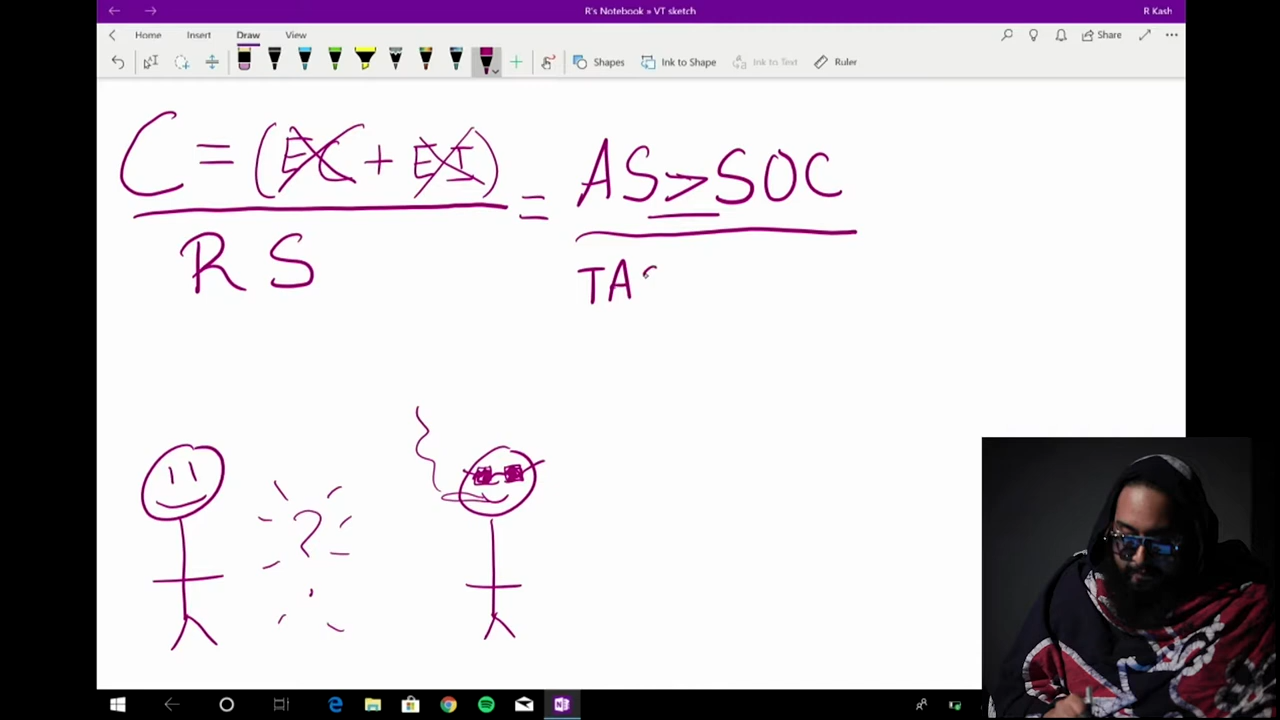 R's Notebook » VT sketch
R Kash
Home Insert Draw View
Share
Shapes Ink to Shape Ink to Text Ruler
C = (EC + EI) = AS ≥ SOC
R S
TA
?